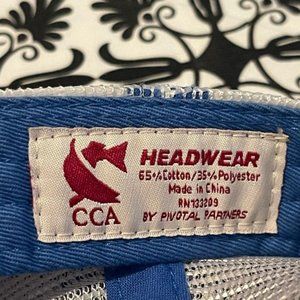 CCA
HEADWEAR
65% Cotton/35% Polyester
Made in China
RN133209
BY PIVOTAL PARTNERS